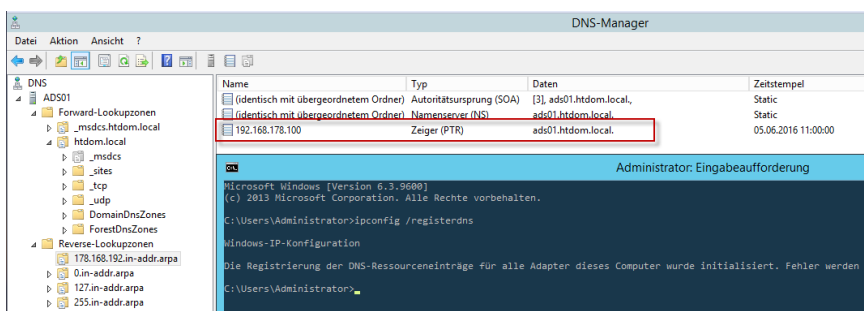 DNS-Manager
Datei Aktion Ansicht ?
DNS
ADS01
Forward-Lookupzonen
_msdcs.htdom.local
htdom.local
_msdcs
_sites
_tcp
_udp
DomainDnsZones
ForestDnsZones
Reverse-Lookupzonen
178.168.192.in-addr.arpa
0.in-addr.arpa
127.in-addr.arpa
255.in-addr.arpa
Name Typ Daten Zeitstempel
(identisch mit übergeordnetem Ordner) Autoritätsursprung (SOA) [3], ads01.htdom.local., Static
(identisch mit übergeordnetem Ordner) Namenserver (NS) ads01.htdom.local. Static
192.168.178.100 Zeiger (PTR) ads01.htdom.local. 05.06.2016 11:00:00
Administrator: Eingabeaufforderung
Microsoft Windows [Version 6.3.9600]
(c) 2013 Microsoft Corporation. Alle Rechte vorbehalten.
C:\Users\Administrator>ipconfig /registerdns
Windows-IP-Konfiguration
Die Registrierung der DNS-Ressourceneinträge für alle Adapter dieses Computer wurde initialisiert. Fehler werden
C:\Users\Administrator>_